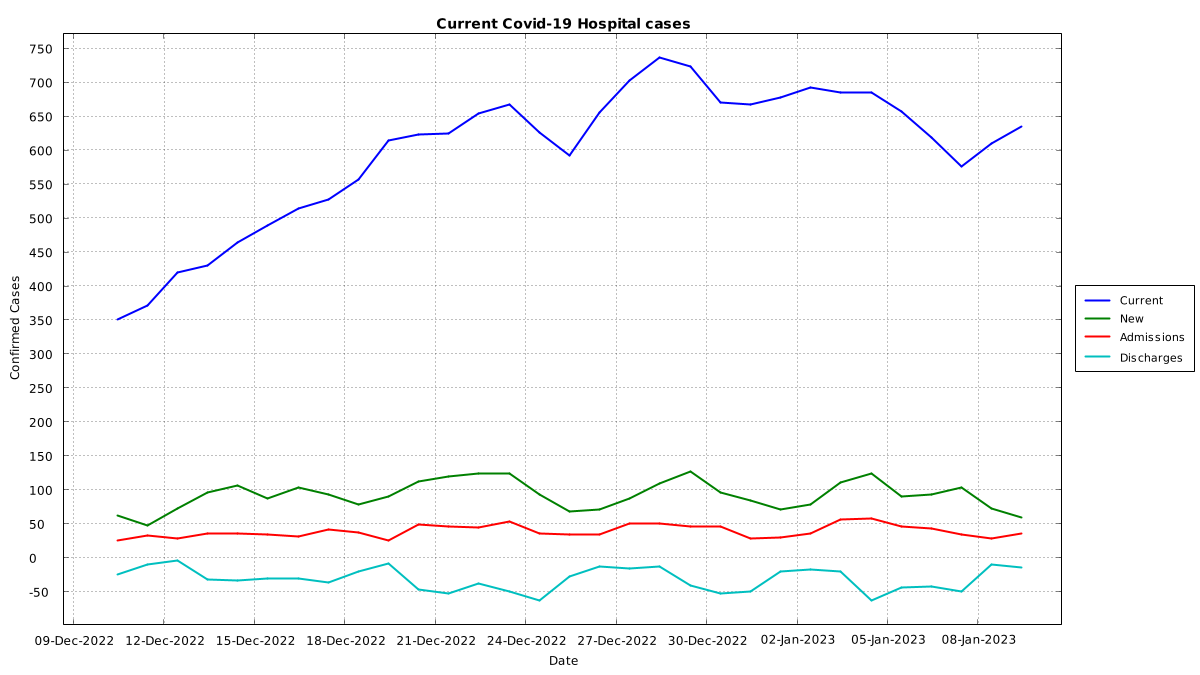 Current Covid-19 Hospital cases
750
700
650
600
550
500
450
400
350
300
250
200
150
100
50
0
-50
Confirmed Cases
09-Dec-2022 12-Dec-2022 15-Dec-2022 18-Dec-2022 21-Dec-2022 24-Dec-2022 27-Dec-2022 30-Dec-2022 02-Jan-2023 05-Jan-2023 08-Jan-2023
Date
Current
New
Admissions
Discharges